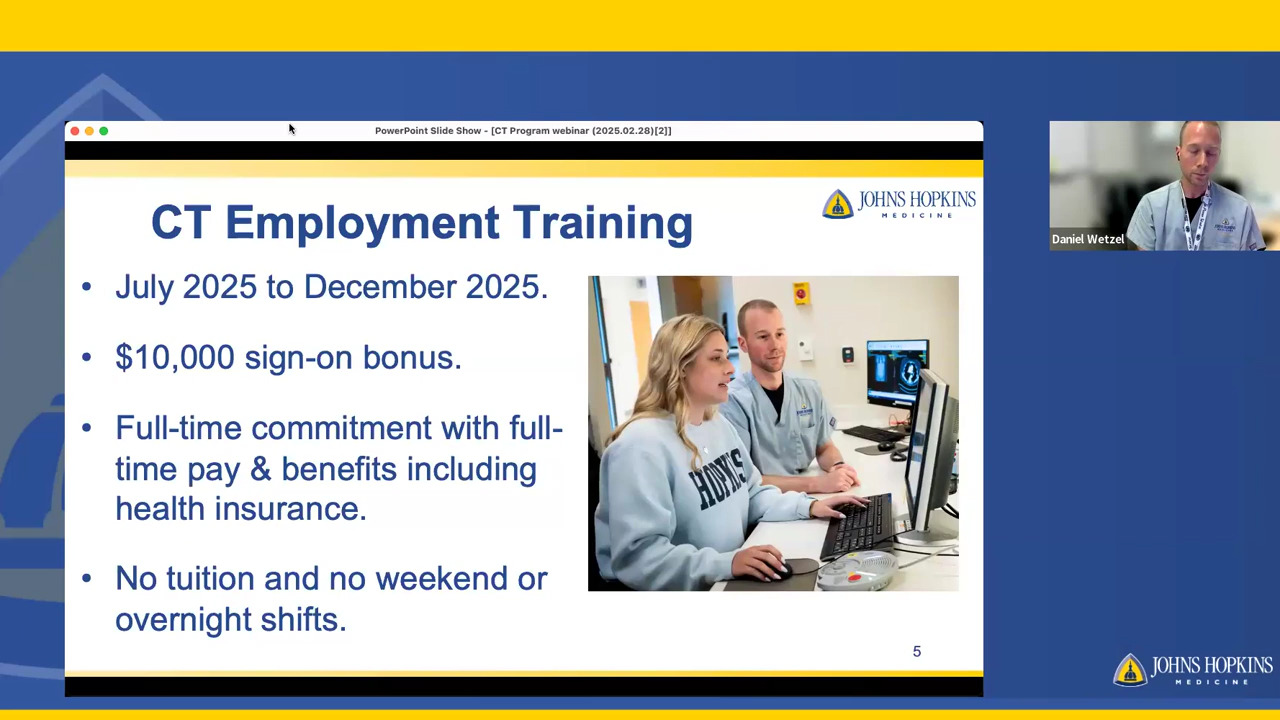 PowerPoint Slide Show - [CT Program webinar (2025.02.28)[2]]
JOHNS HOPKINS
MEDICINE
CT Employment Training
• July 2025 to December 2025.
• $10,000 sign-on bonus.
• Full-time commitment with full-
time pay & benefits including
health insurance.
• No tuition and no weekend or
overnight shifts.
HOPKINS
5
Daniel Wetzel
JOHNS HOPKINS
MEDICINE